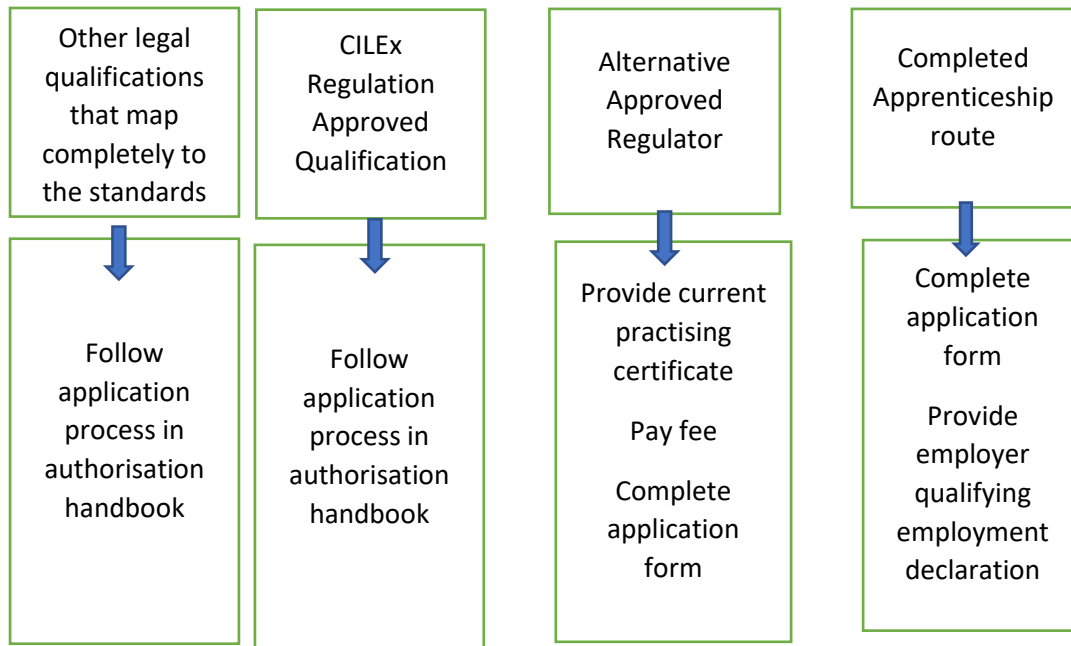 Other legal
qualifications
that map
completely to
the standards
CILEx
Regulation
Approved
Qualification
Alternative
Approved
Regulator
Completed
Apprenticeship
route
Follow
application
process in
authorisation
handbook
Follow
application
process in
authorisation
handbook
Provide current
practising
certificate
Pay fee
Complete
application
form
Complete
application
form
Provide
employer
qualifying
employment
declaration